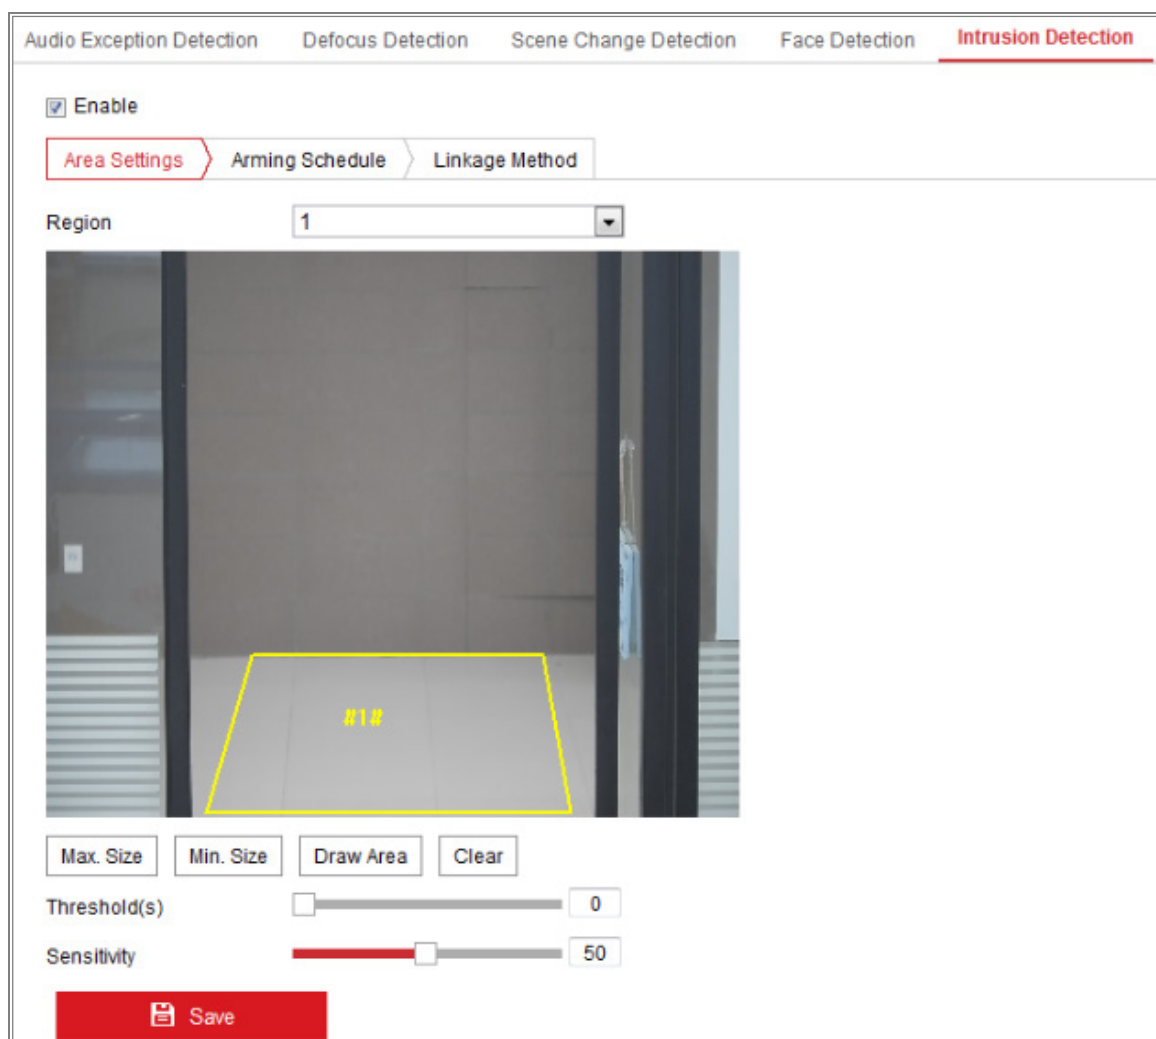 Audio Exception Detection Defocus Detection Scene Change Detection Face Detection Intrusion Detection
Enable
Area Settings Arming Schedule Linkage Method
Region 1
#1#
Max. Size Min. Size Draw Area Clear
Threshold(s) 0
Sensitivity 50
Save